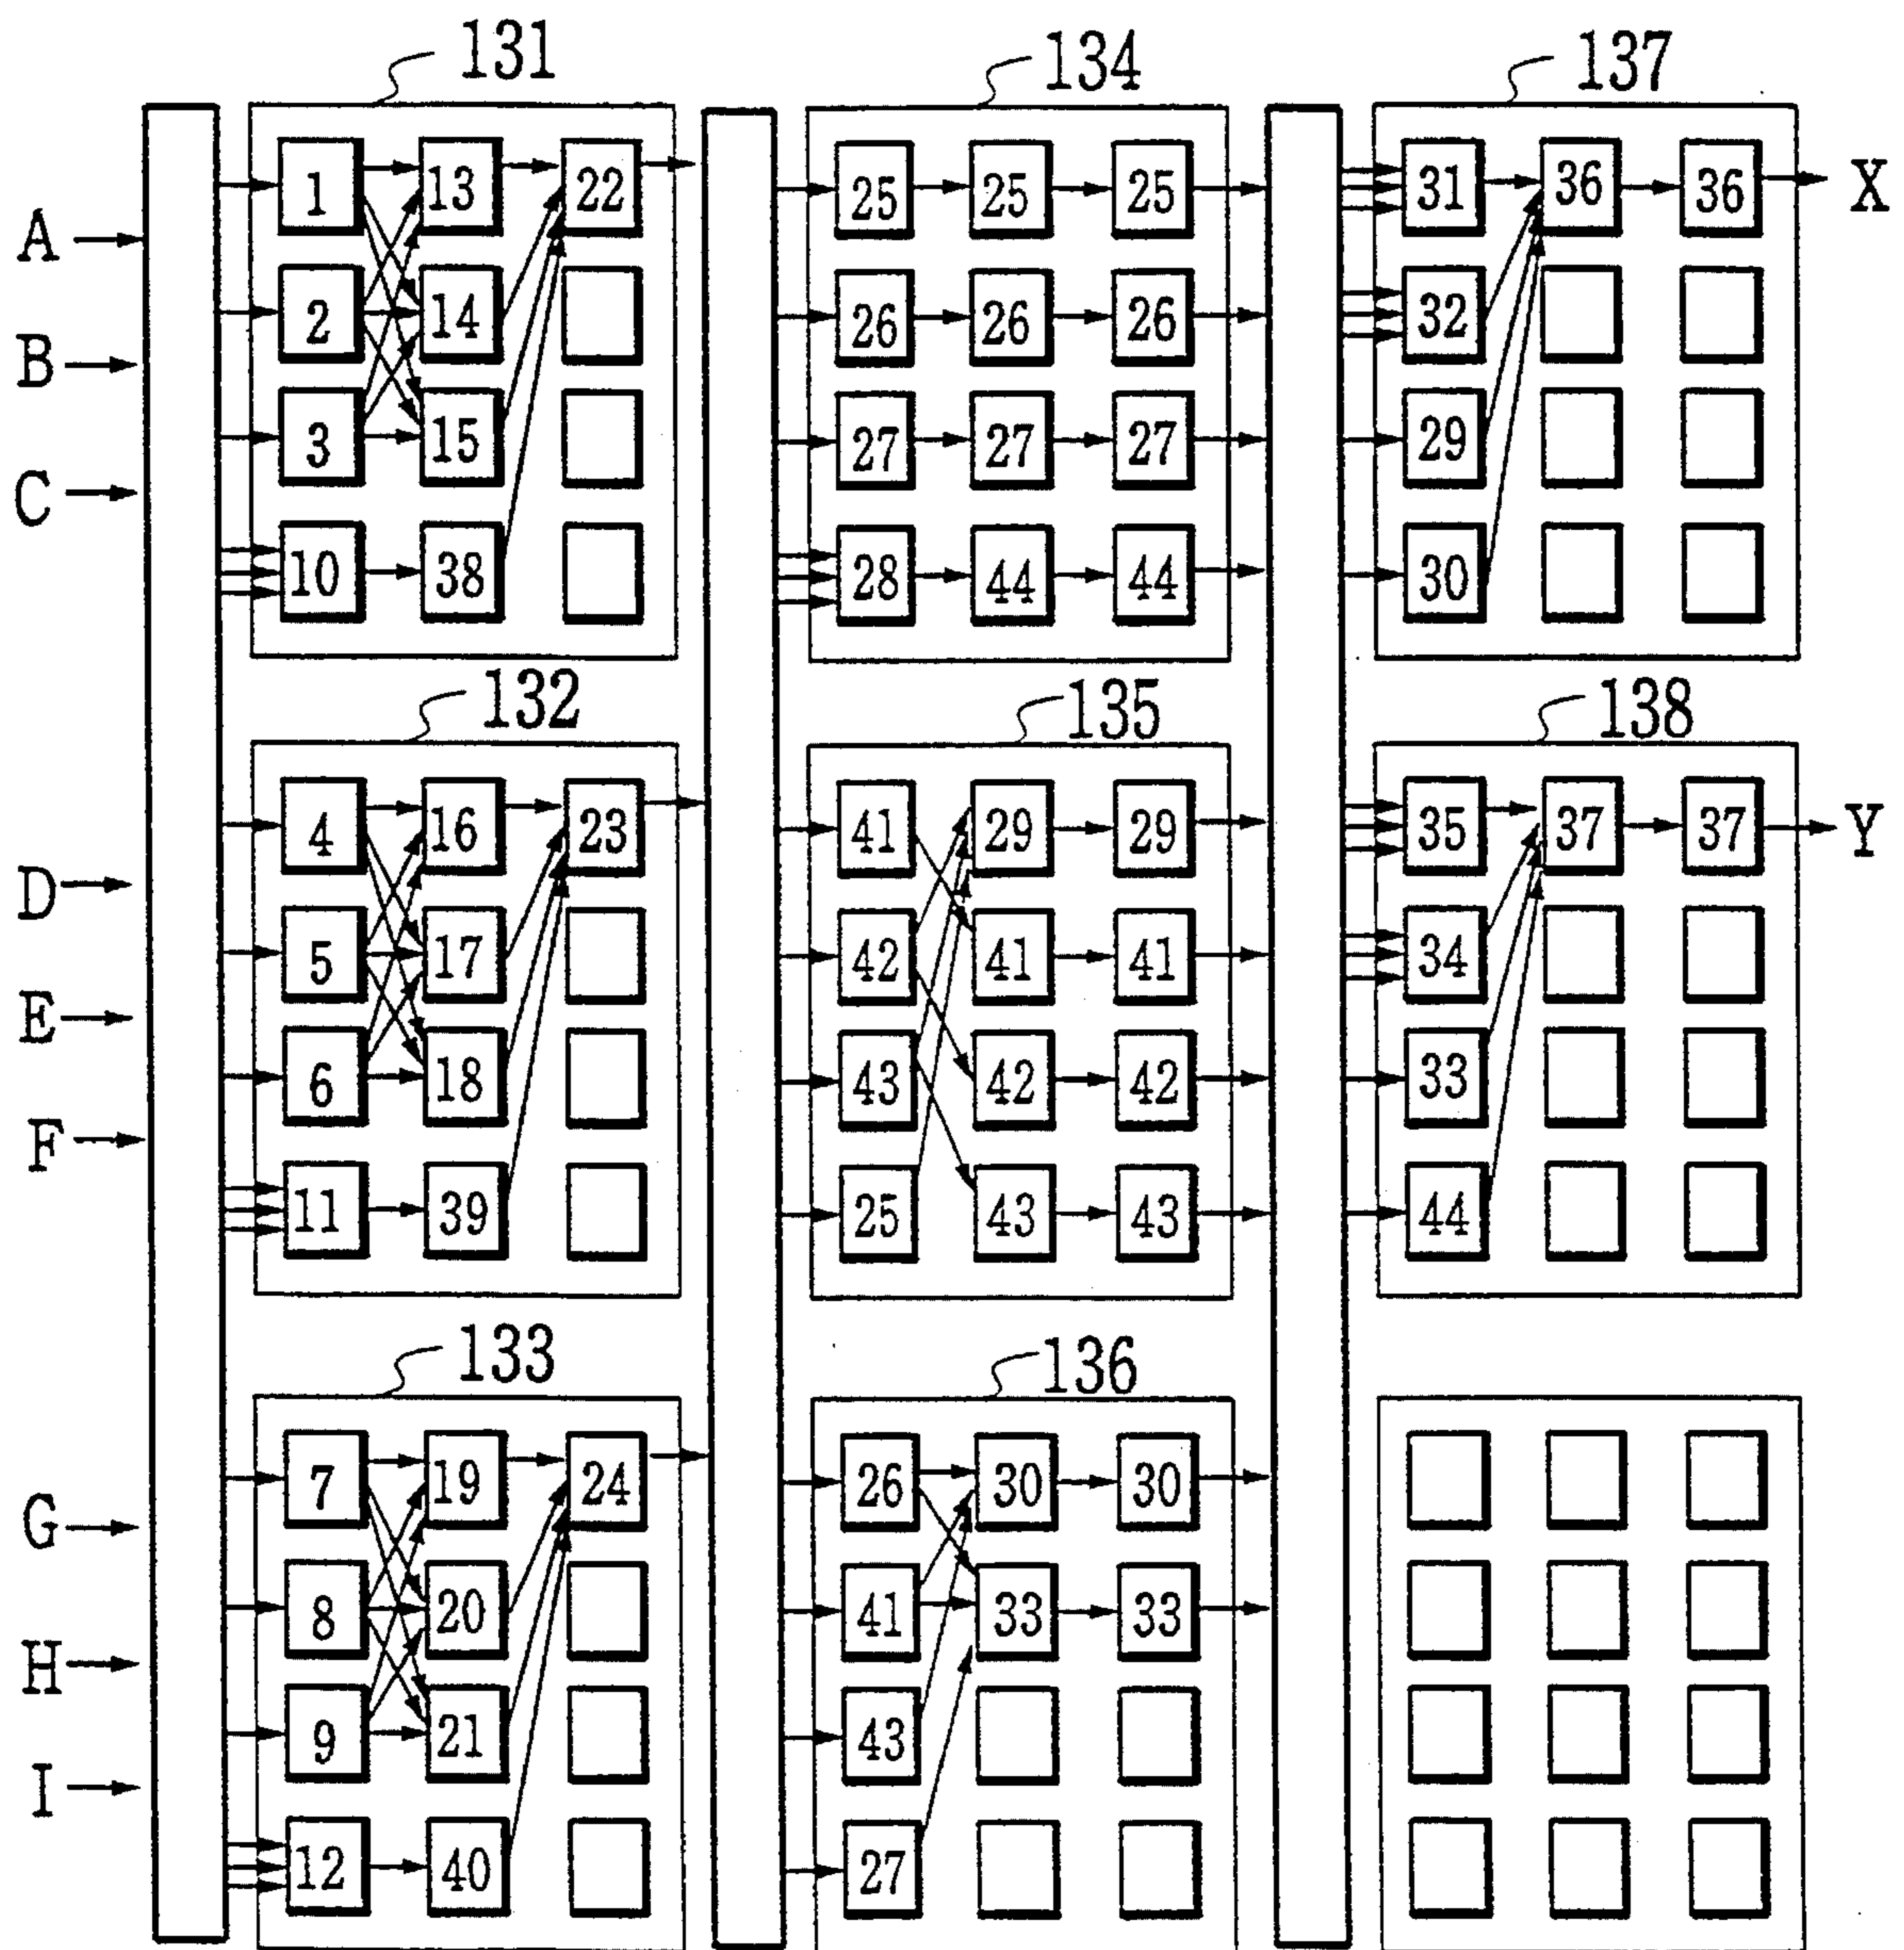 131 134 137
1 13 22 25 25 25 31 36 36 X
A
2 14 26 26 26 32
B
3 15 27 27 27 29
C
10 38 28 44 44 30
132 135 138
4 16 23 41 29 29 35 37 37 Y
D
5 17 42 41 41 34
E
6 18 43 42 42 33
F
11 39 25 43 43 44
133 136
7 19 24 26 30 30
G
8 20 41 33 33
H
9 21 43
I
12 40 27